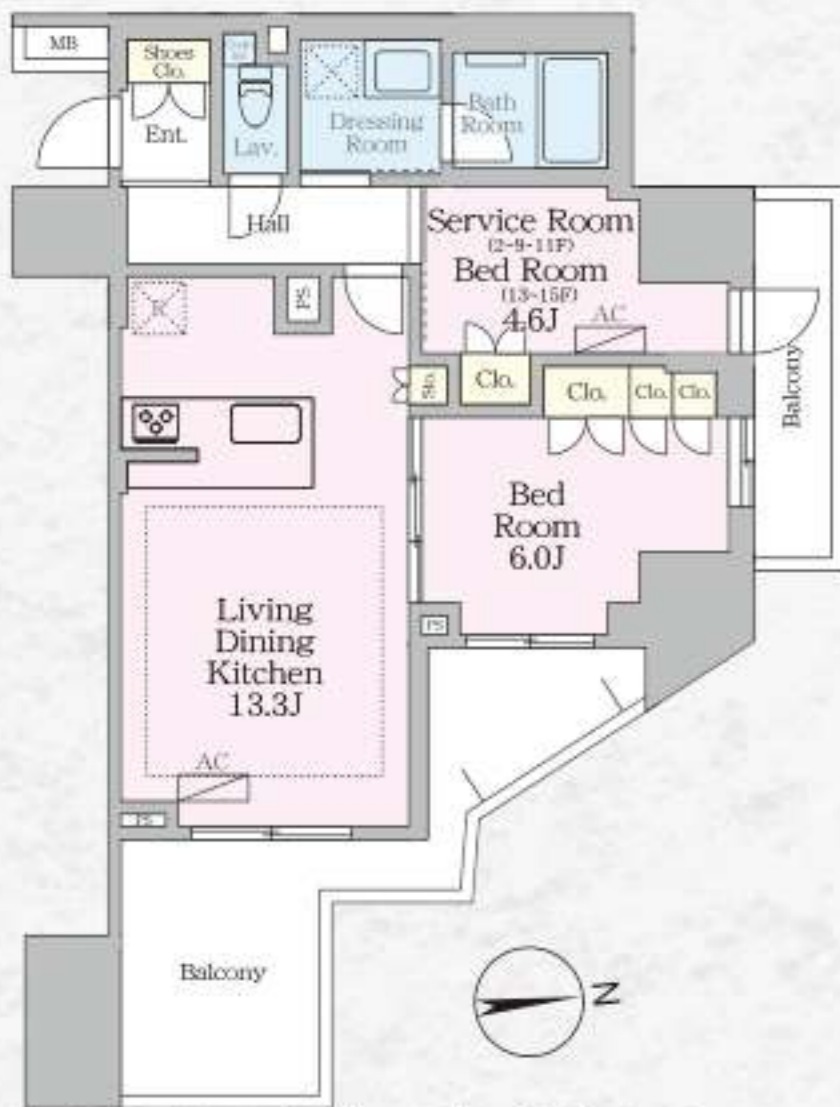 MB
Shoes
Clo.
Ent.
Lav.
Dressing
Room
Bath
Room
Hall
Service Room
(2-9·11F)
Bed Room
(13-15F)
4.6J
AC
R
PS
Sto.
Clo.
Clo.
Clo.
Clo.
Balcony
Bed
Room
6.0J
Living
Dining
Kitchen
13.3J
PS
AC
PS
Balcony
N